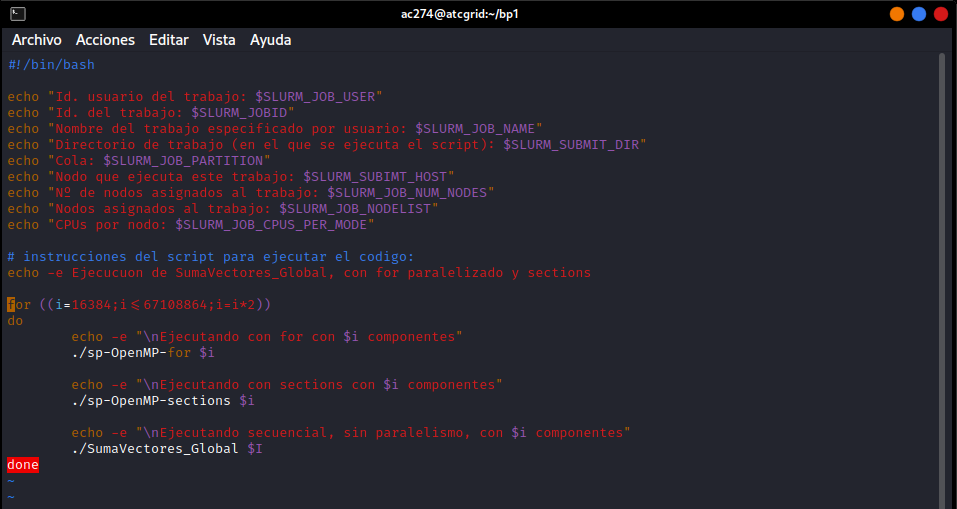 ac274@atcgrid:~/bp1
Archivo Acciones Editar Vista Ayuda
#!/bin/bash
echo "Id. usuario del trabajo: $SLURM_JOB_USER"
echo "Id. del trabajo: $SLURM_JOBID"
echo "Nombre del trabajo especificado por usuario: $SLURM_JOB_NAME"
echo "Directorio de trabajo (en el que se ejecuta el script): $SLURM_SUBMIT_DIR"
echo "Cola: $SLURM_JOB_PARTITION"
echo "Nodo que ejecuta este trabajo: $SLURM_SUBIMT_HOST"
echo "Nº de nodos asignados al trabajo: $SLURM_JOB_NUM_NODES"
echo "Nodos asignados al trabajo: $SLURM_JOB_NODELIST"
echo "CPUs por nodo: $SLURM_JOB_CPUS_PER_MODE"
# instrucciones del script para ejecutar el codigo:
echo -e Ejecucuon de SumaVectores_Global, con for paralelizado y sections
for ((i=16384;i<=67108864;i=i*2))
do
echo -e "\nEjecutando con for con $i componentes"
./sp-OpenMP-for $i
echo -e "\nEjecutando con sections con $i componentes"
./sp-OpenMP-sections $i
echo -e "\nEjecutando secuencial, sin paralelismo, con $i componentes"
./SumaVectores_Global $I
done
~
~